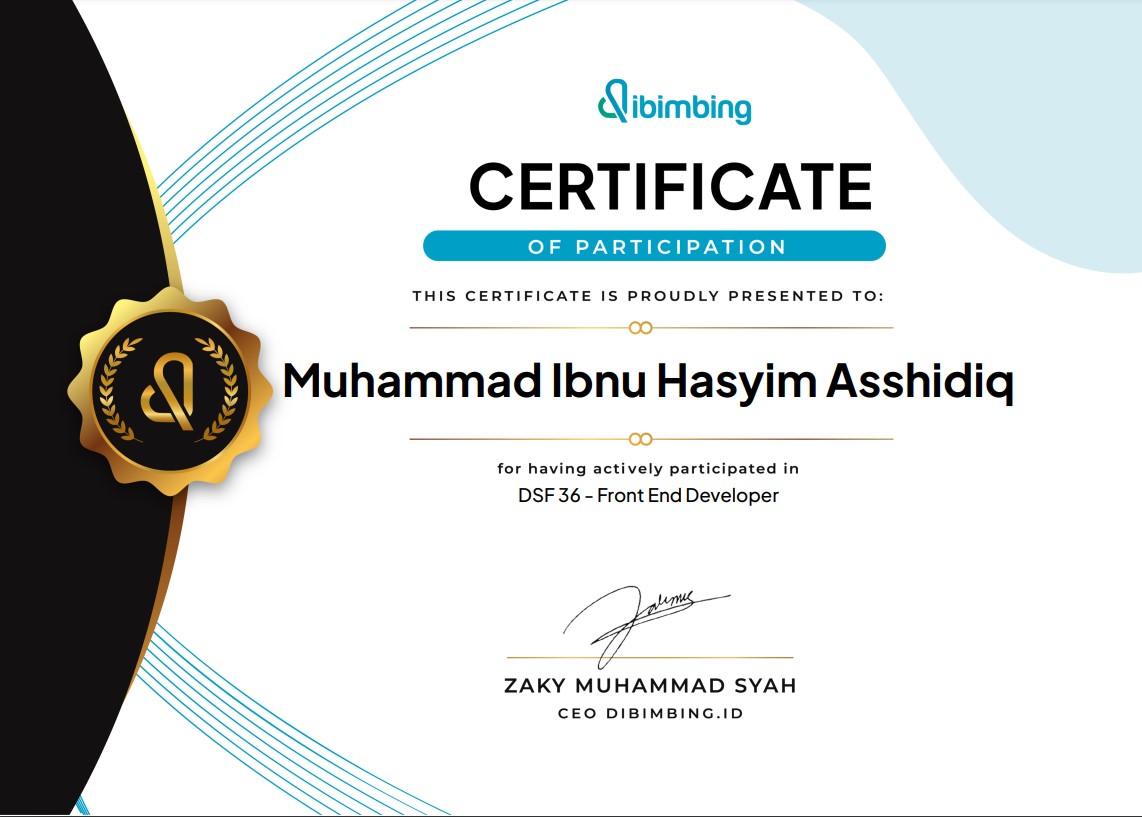 dibimbing
CERTIFICATE
OF PARTICIPATION
THIS CERTIFICATE IS PROUDLY PRESENTED TO:
Muhammad Ibnu Hasyim Asshidiq
for having actively participated in
DSF 36 - Front End Developer
ZAKY MUHAMMAD SYAH
CEO DIBIMBING.ID